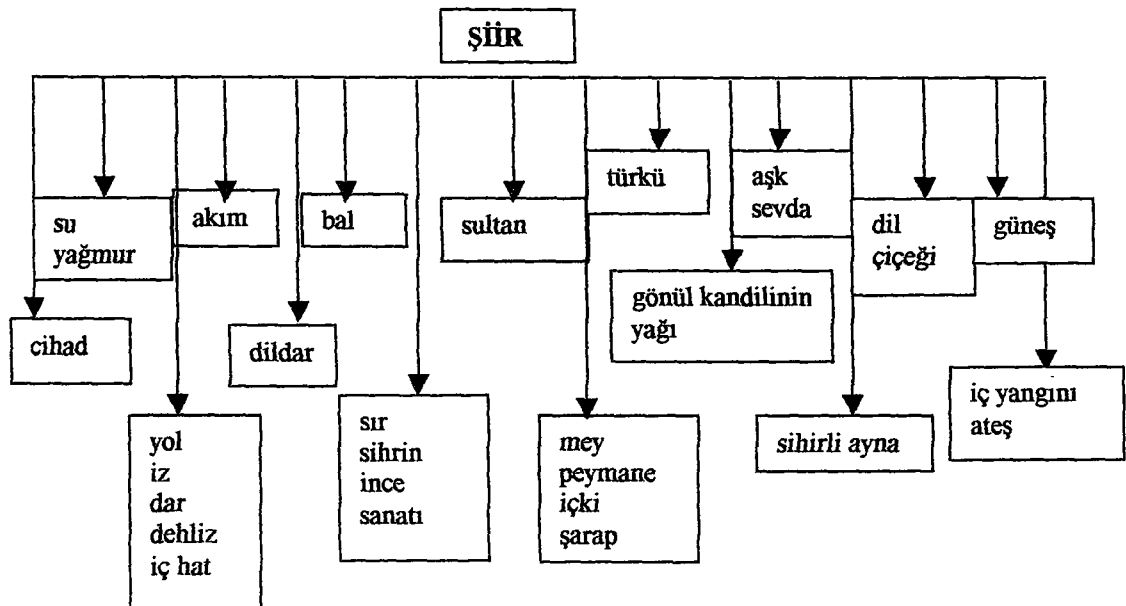 ŞİİR
su
yağmur
akım
bal
sultan
türkü
aşk
sevda
dil
çiçeği
güneş
cihad
dildar
gönül kandilinin
yağı
yol
iz
dar
dehliz
iç hat
sır
sihrin
ince
sanatı
mey
peymane
içki
şarap
sihirli ayna
iç yangını
ateş